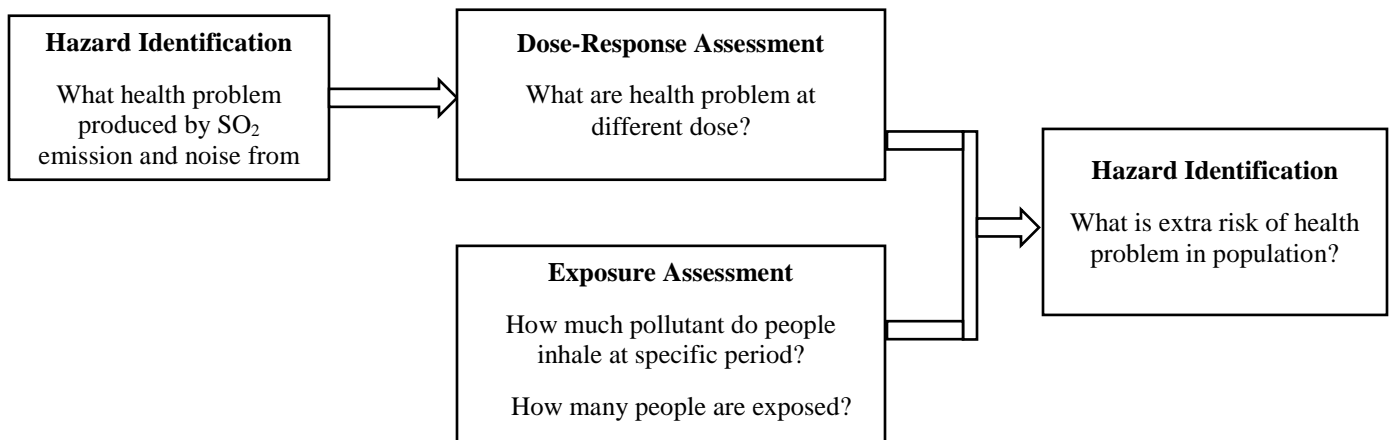 Hazard Identification
What health problem
produced by SO₂
emission and noise from
Dose-Response Assessment
What are health problem at
different dose?
Exposure Assessment
How much pollutant do people
inhale at specific period?
How many people are exposed?
Hazard Identification
What is extra risk of health
problem in population?